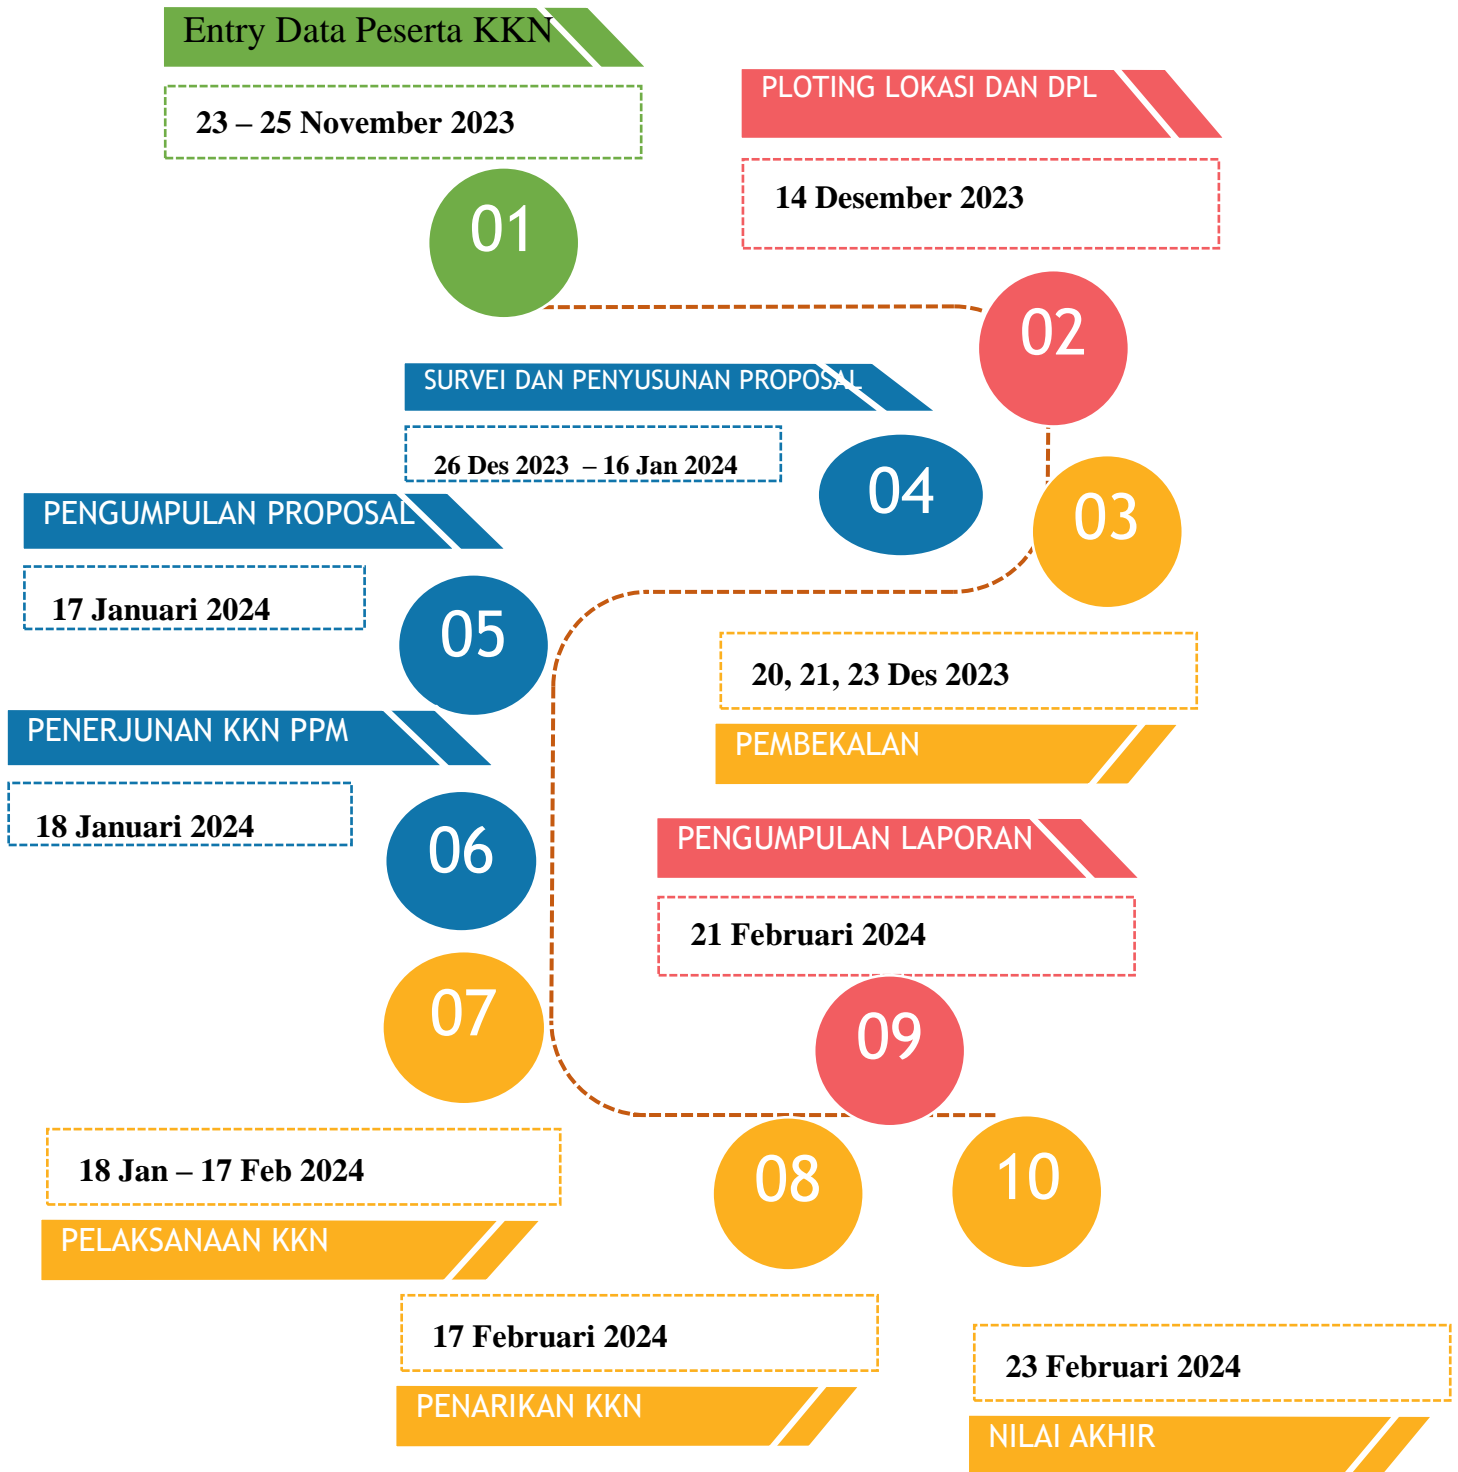 Entry Data Peserta KKN
23 – 25 November 2023
01
PLOTING LOKASI DAN DPL
14 Desember 2023
02
20, 21, 23 Des 2023
PEMBEKALAN
03
SURVEI DAN PENYUSUNAN PROPOSAL
26 Des 2023 – 16 Jan 2024
04
PENGUMPULAN PROPOSAL
17 Januari 2024
05
PENERJUNAN KKN PPM
18 Januari 2024
06
07
18 Jan – 17 Feb 2024
PELAKSANAAN KKN
08
17 Februari 2024
PENARIKAN KKN
PENGUMPULAN LAPORAN
21 Februari 2024
09
10
23 Februari 2024
NILAI AKHIR